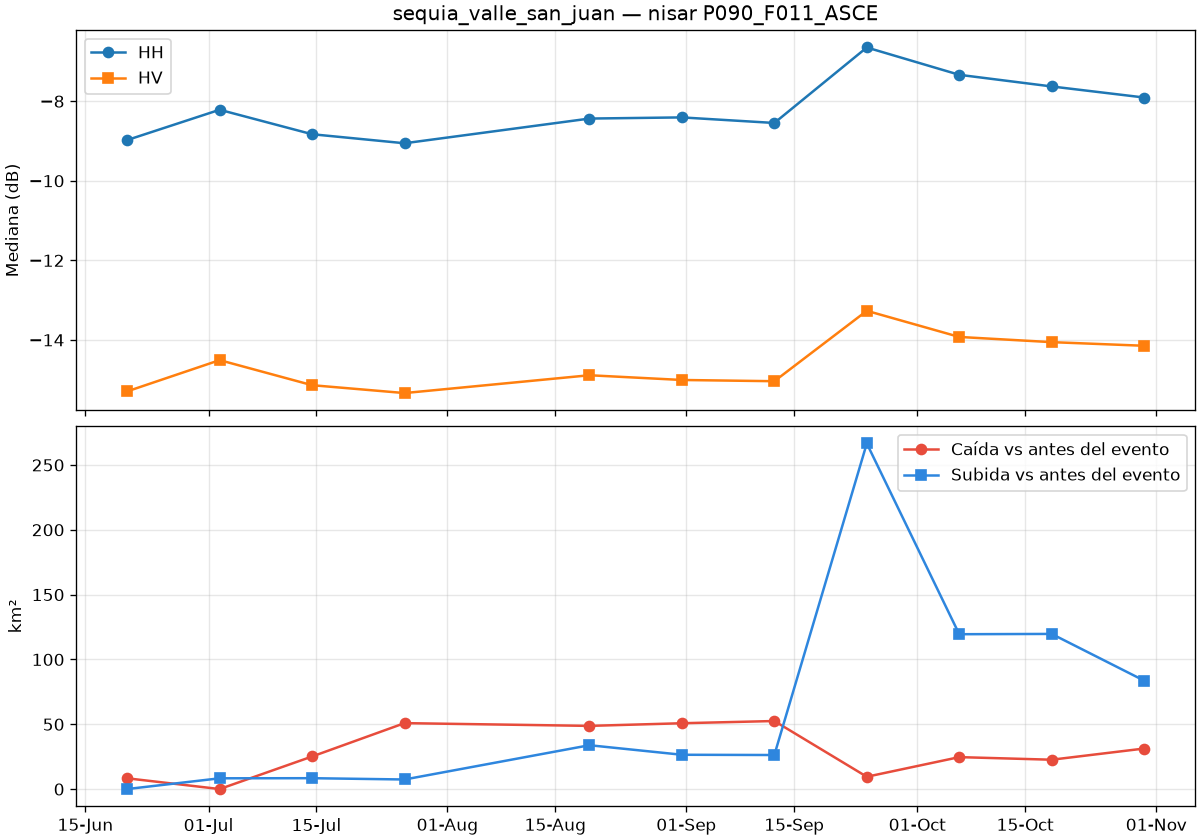 sequia_valle_san_juan — nisar P090_F011_ASCE
HH
HV
Mediana (dB)
−8
−10
−12
−14
Caída vs antes del evento
Subida vs antes del evento
km²
250
200
150
100
50
0
15-Jun 01-Jul 15-Jul 01-Aug 15-Aug 01-Sep 15-Sep 01-Oct 15-Oct 01-Nov